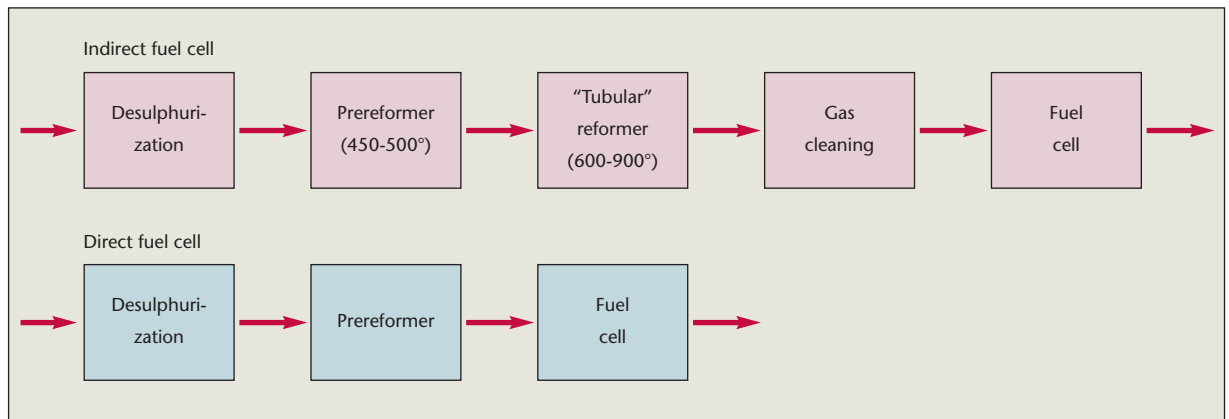 Indirect fuel cell
Desulphuri-
zation
Prereformer
(450-500°)
“Tubular”
reformer
(600-900°)
Gas
cleaning
Fuel
cell
Direct fuel cell
Desulphuri-
zation
Prereformer
Fuel
cell